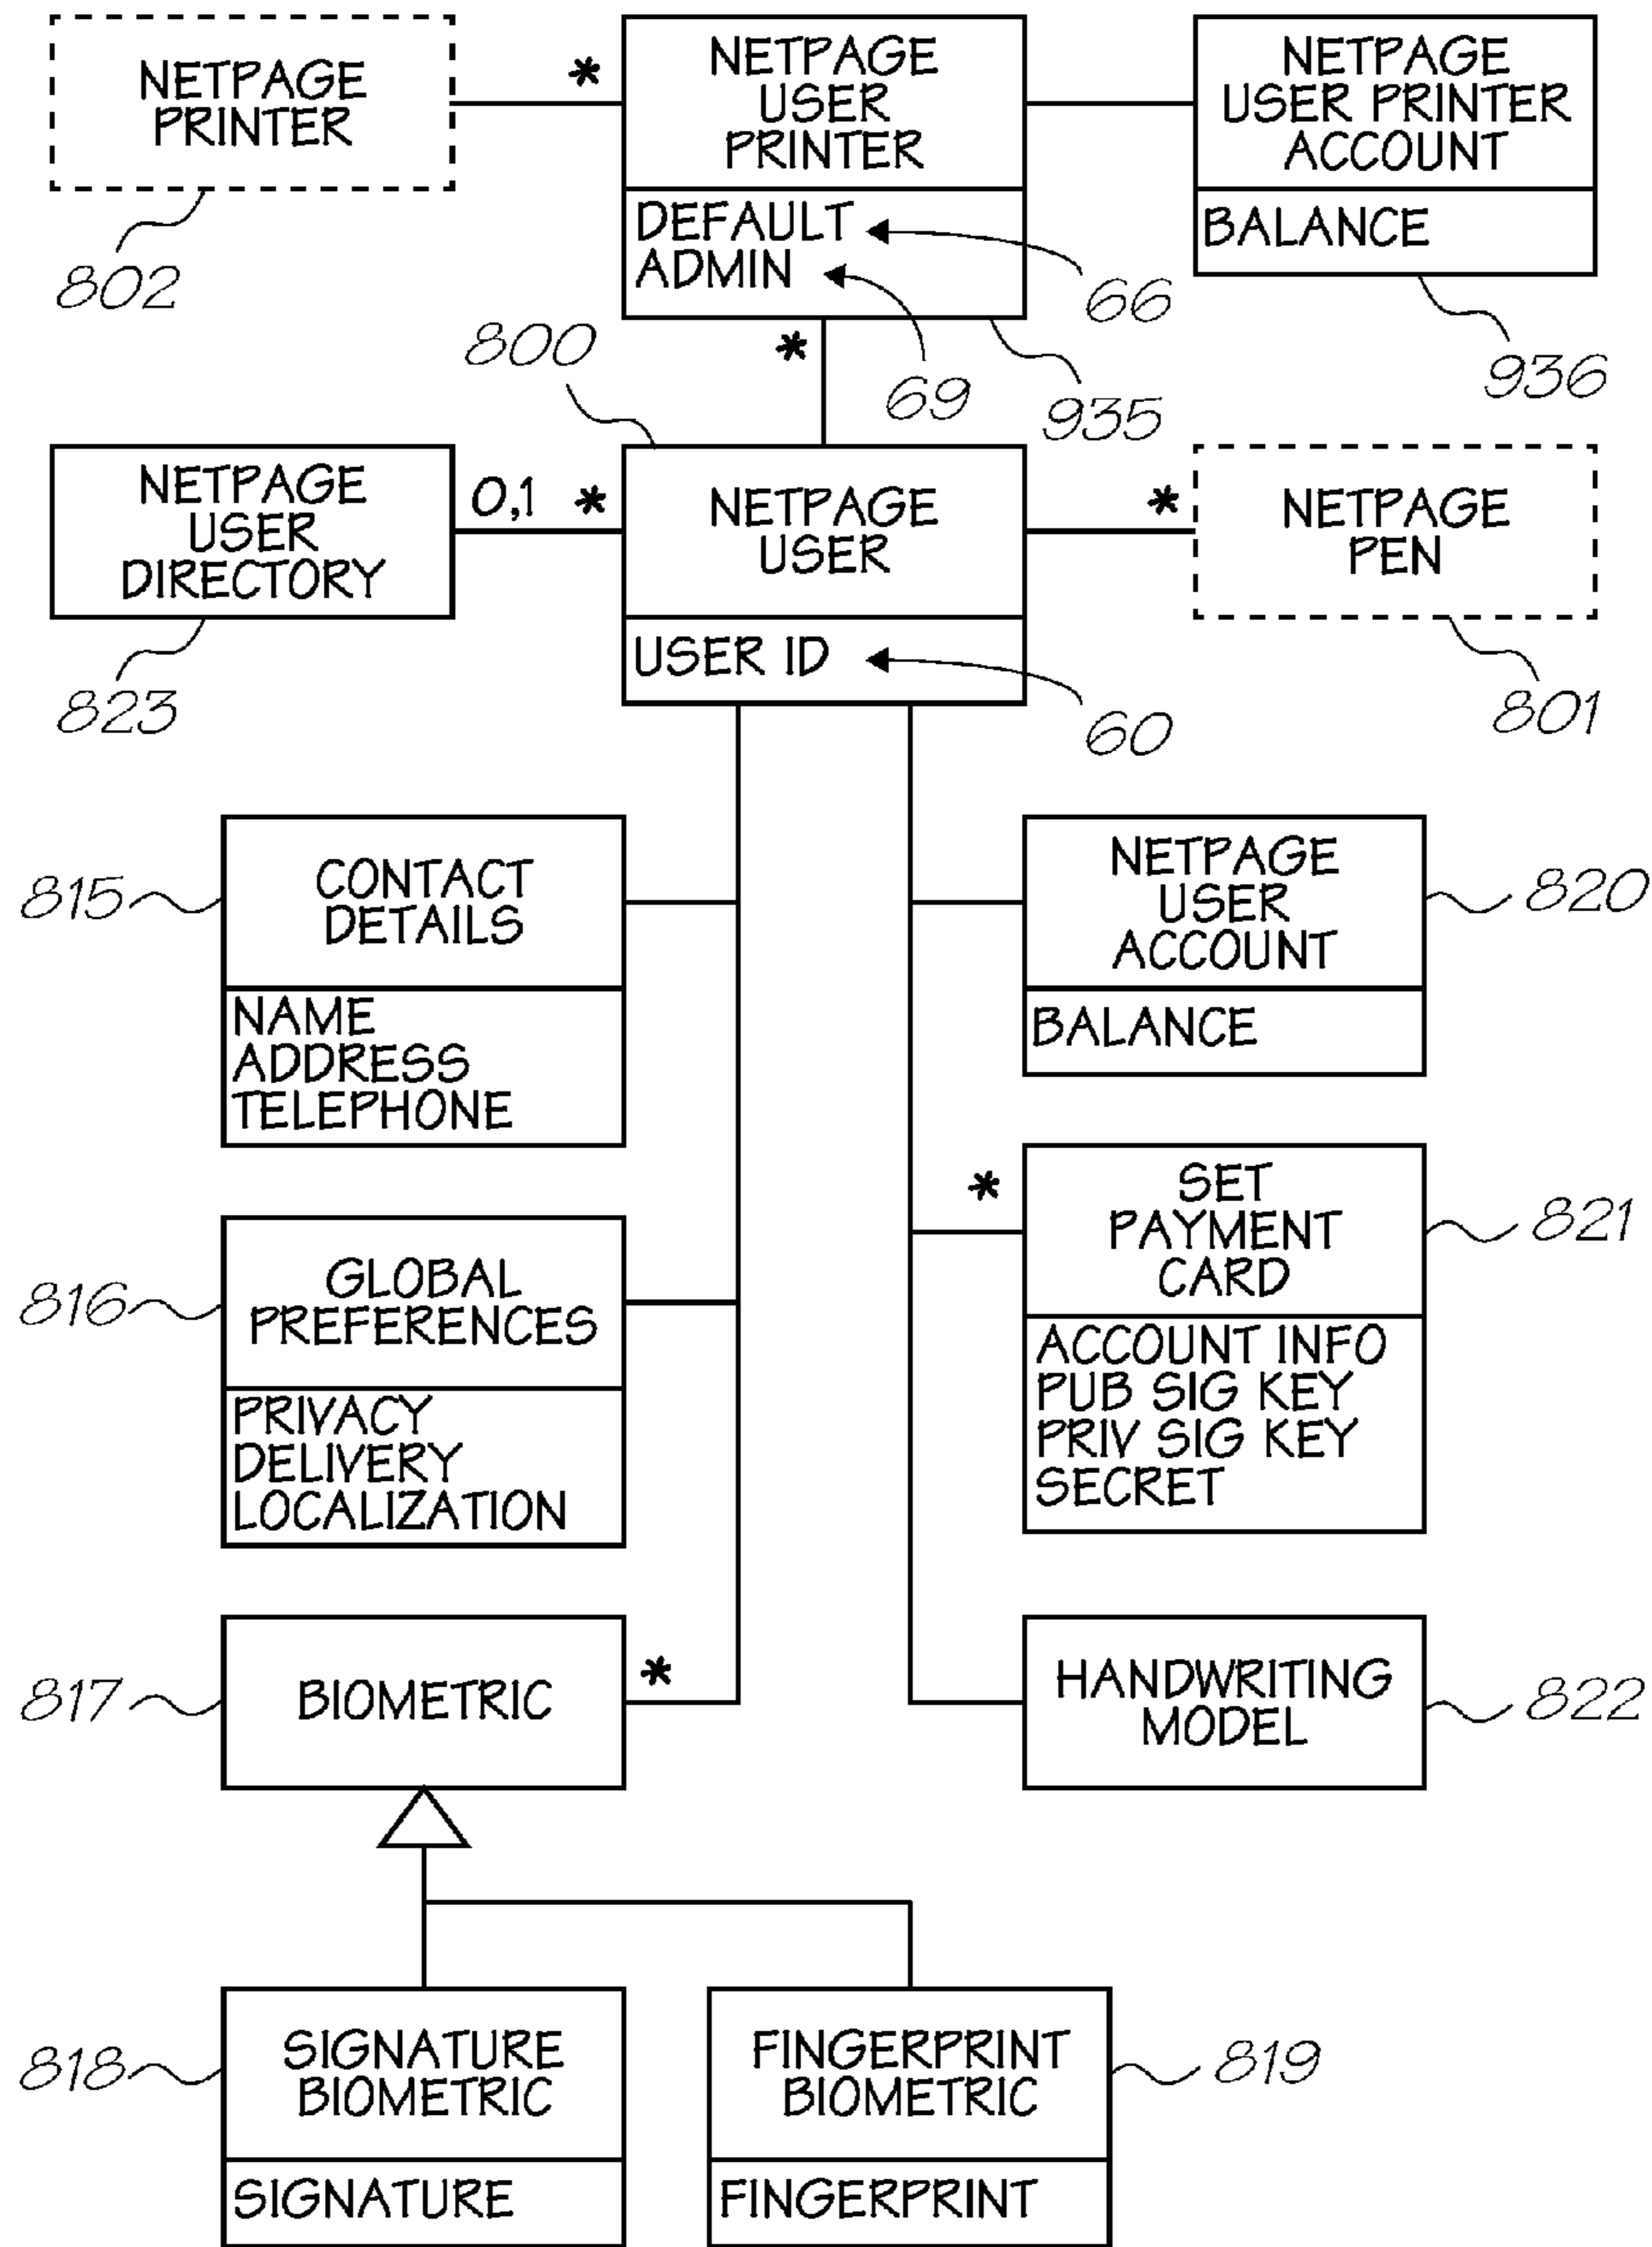 NETPAGE
PRINTER
802
*
NETPAGE
USER
PRINTER
DEFAULT
ADMIN
66
69
935
*
NETPAGE
USER PRINTER
ACCOUNT
BALANCE
936
800
NETPAGE
USER
DIRECTORY
823
0,1 *
NETPAGE
USER
USER ID
60
*
NETPAGE
PEN
801
815
CONTACT
DETAILS
NAME
ADDRESS
TELEPHONE
NETPAGE
USER
ACCOUNT
BALANCE
820
816
GLOBAL
PREFERENCES
PRIVACY
DELIVERY
LOCALIZATION
*
SET
PAYMENT
CARD
ACCOUNT INFO
PUB SIG KEY
PRIV SIG KEY
SECRET
821
817
BIOMETRIC
*
HANDWRITING
MODEL
822
818
SIGNATURE
BIOMETRIC
SIGNATURE
FINGERPRINT
BIOMETRIC
FINGERPRINT
819